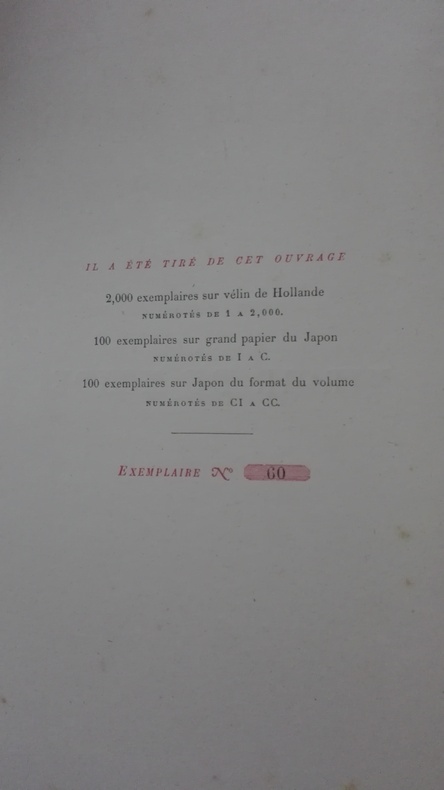 IL A ÉTÉ TIRÉ DE CET OUVRAGE
2,000 exemplaires sur vélin de Hollande
NUMÉROTÉS DE 1 A 2,000.
100 exemplaires sur grand papier du Japon
NUMÉROTÉS DE I A C.
100 exemplaires sur Japon du format du volume
NUMÉROTÉS DE CI A CC.
EXEMPLAIRE N° 60